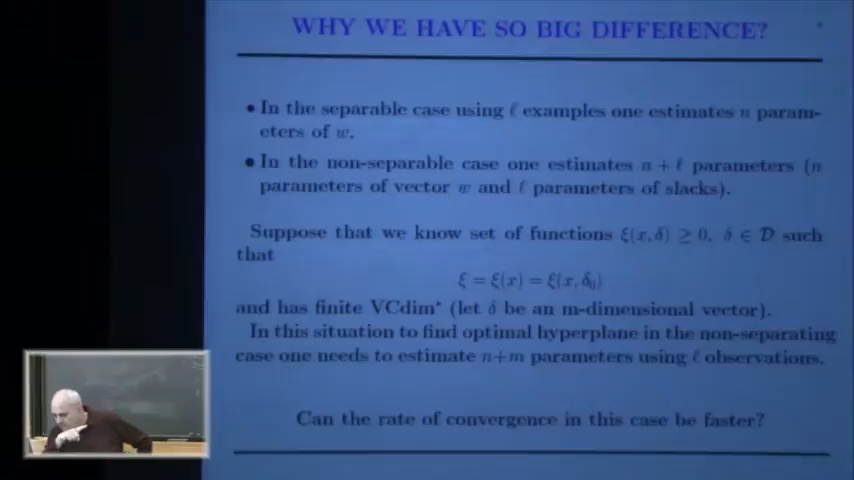 WHY WE HAVE SO BIG DIFFERENCE?
• In the separable case using ℓ examples one estimates n param-
eters of w.
• In the non-separable case one estimates n + ℓ parameters (n
parameters of vector w and ℓ parameters of slacks).
Suppose that we know set of functions ξ(x, δ) ≥ 0, δ ∈ D such
that
ξ = ξ(x) = ξ(x, δ₀)
and has finite VCdim* (let δ be an m-dimensional vector).
In this situation to find optimal hyperplane in the non-separating
case one needs to estimate n+m parameters using ℓ observations.
Can the rate of convergence in this case be faster?